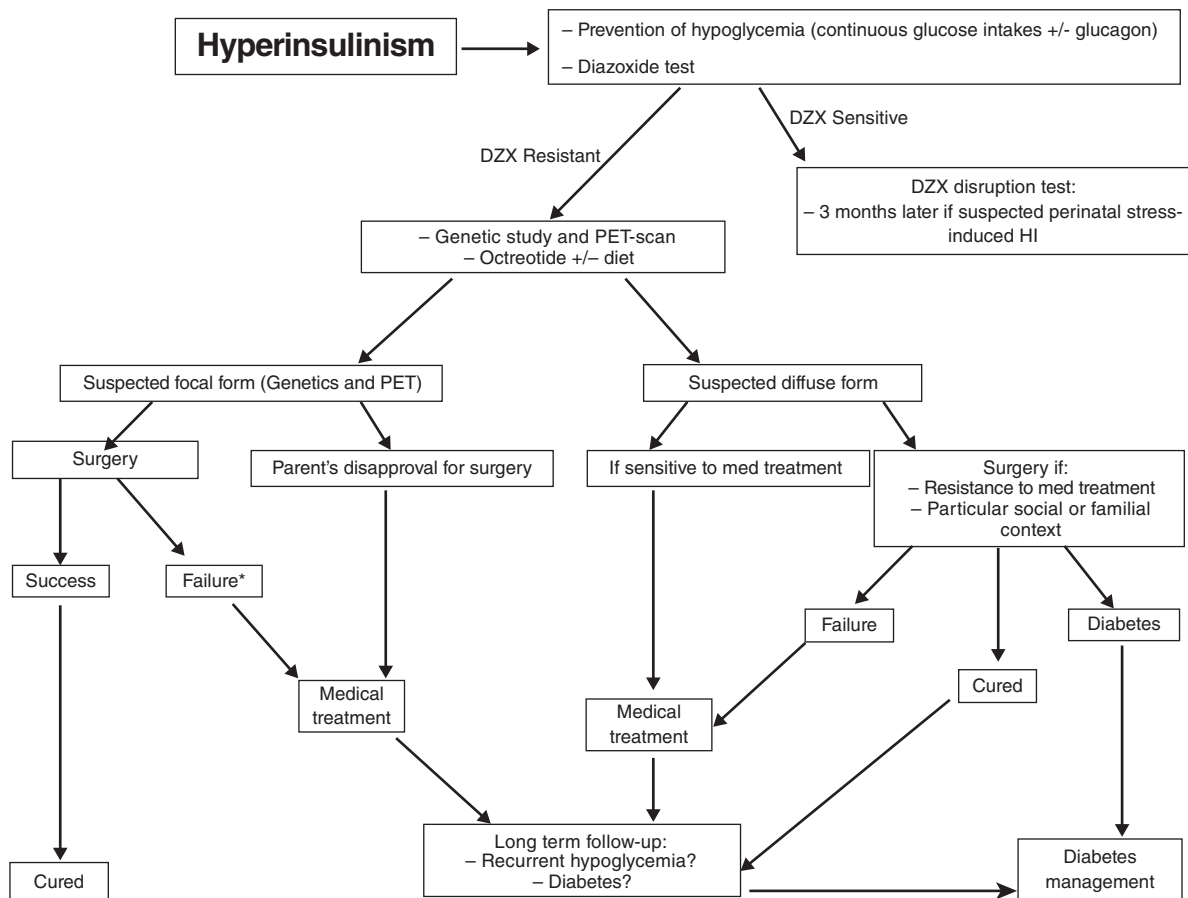 Hyperinsulinism
– Prevention of hypoglycemia (continuous glucose intakes +/- glucagon)
– Diazoxide test
DZX Sensitive
DZX Resistant
DZX disruption test:
– 3 months later if suspected perinatal stress-
induced HI
– Genetic study and PET-scan
– Octreotide +/– diet
Suspected focal form (Genetics and PET)
Suspected diffuse form
Surgery
Parent's disapproval for surgery
If sensitive to med treatment
Surgery if:
– Resistance to med treatment
– Particular social or familial
context
Success
Failure*
Failure
Diabetes
Cured
Medical
treatment
Medical
treatment
Long term follow-up:
– Recurrent hypoglycemia?
– Diabetes?
Cured
Diabetes
management